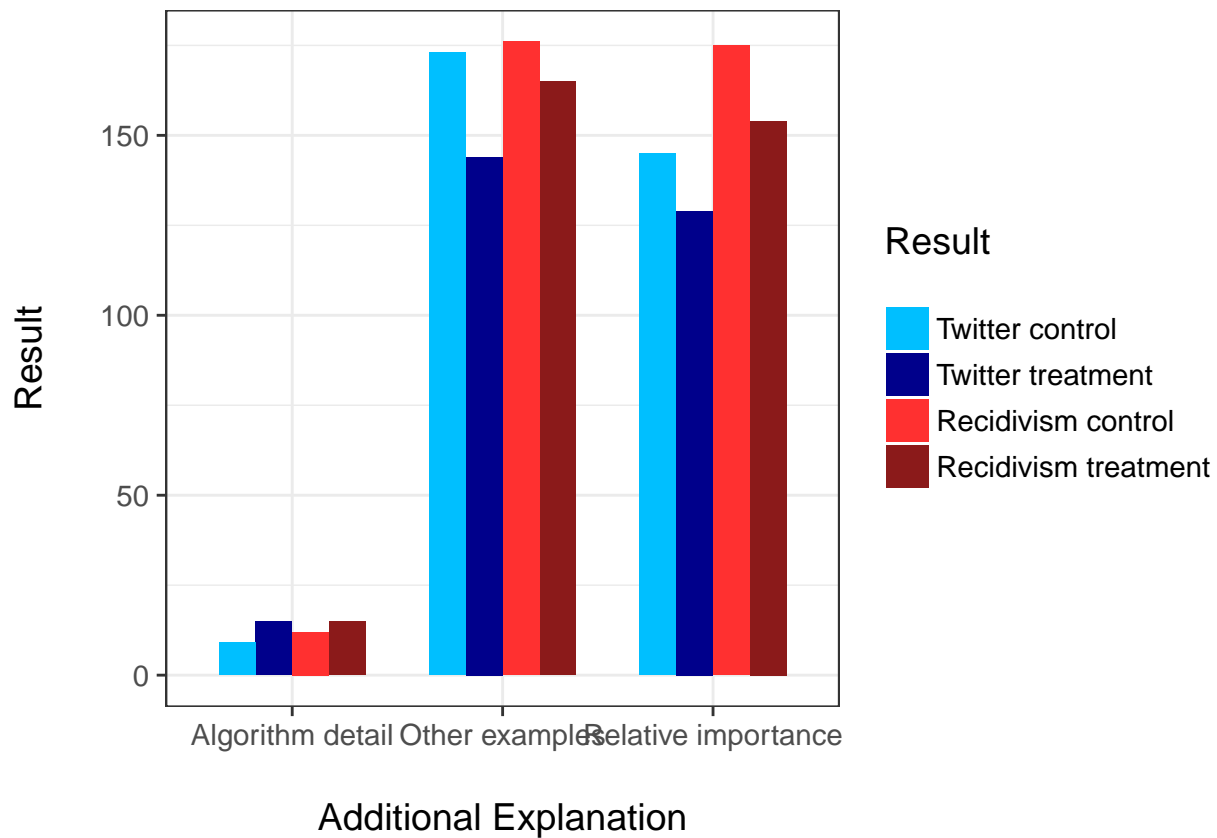 Result
150
100
50
0
Algorithm detail Other examples Relative importance
Additional Explanation
Result
Twitter control
Twitter treatment
Recidivism control
Recidivism treatment